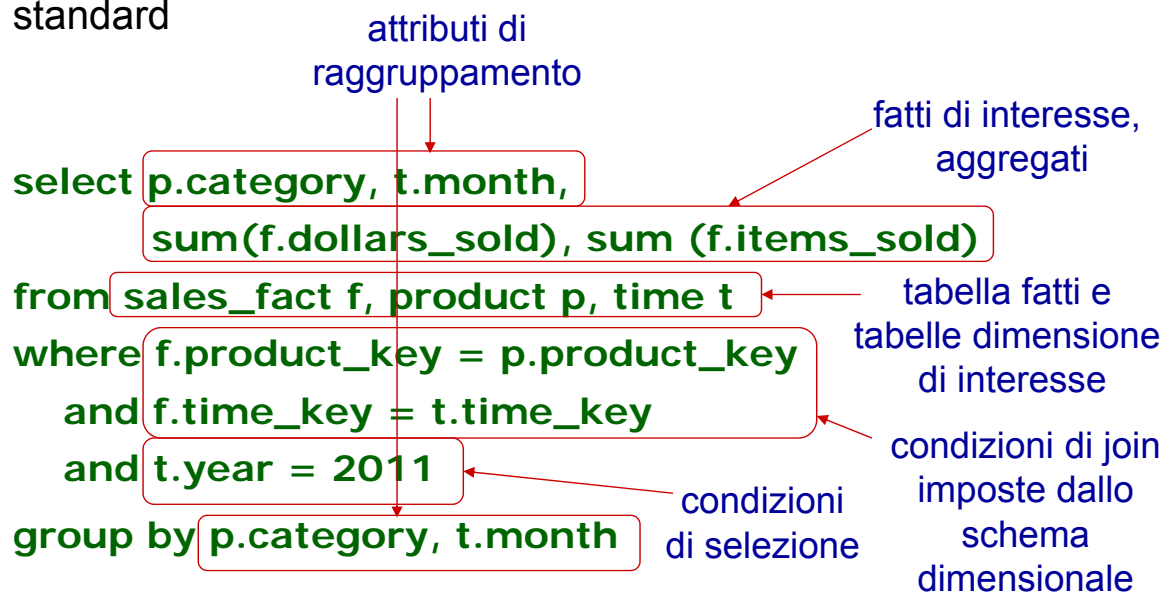 standard
attributi di
raggruppamento
fatti di interesse,
aggregati
select p.category, t.month,
sum(f.dollars_sold), sum (f.items_sold)
from sales_fact f, product p, time t
tabella fatti e
tabelle dimensione
di interesse
where f.product_key = p.product_key
and f.time_key = t.time_key
and t.year = 2011
condizioni di join
imposte dallo
schema
dimensionale
condizioni
di selezione
group by p.category, t.month